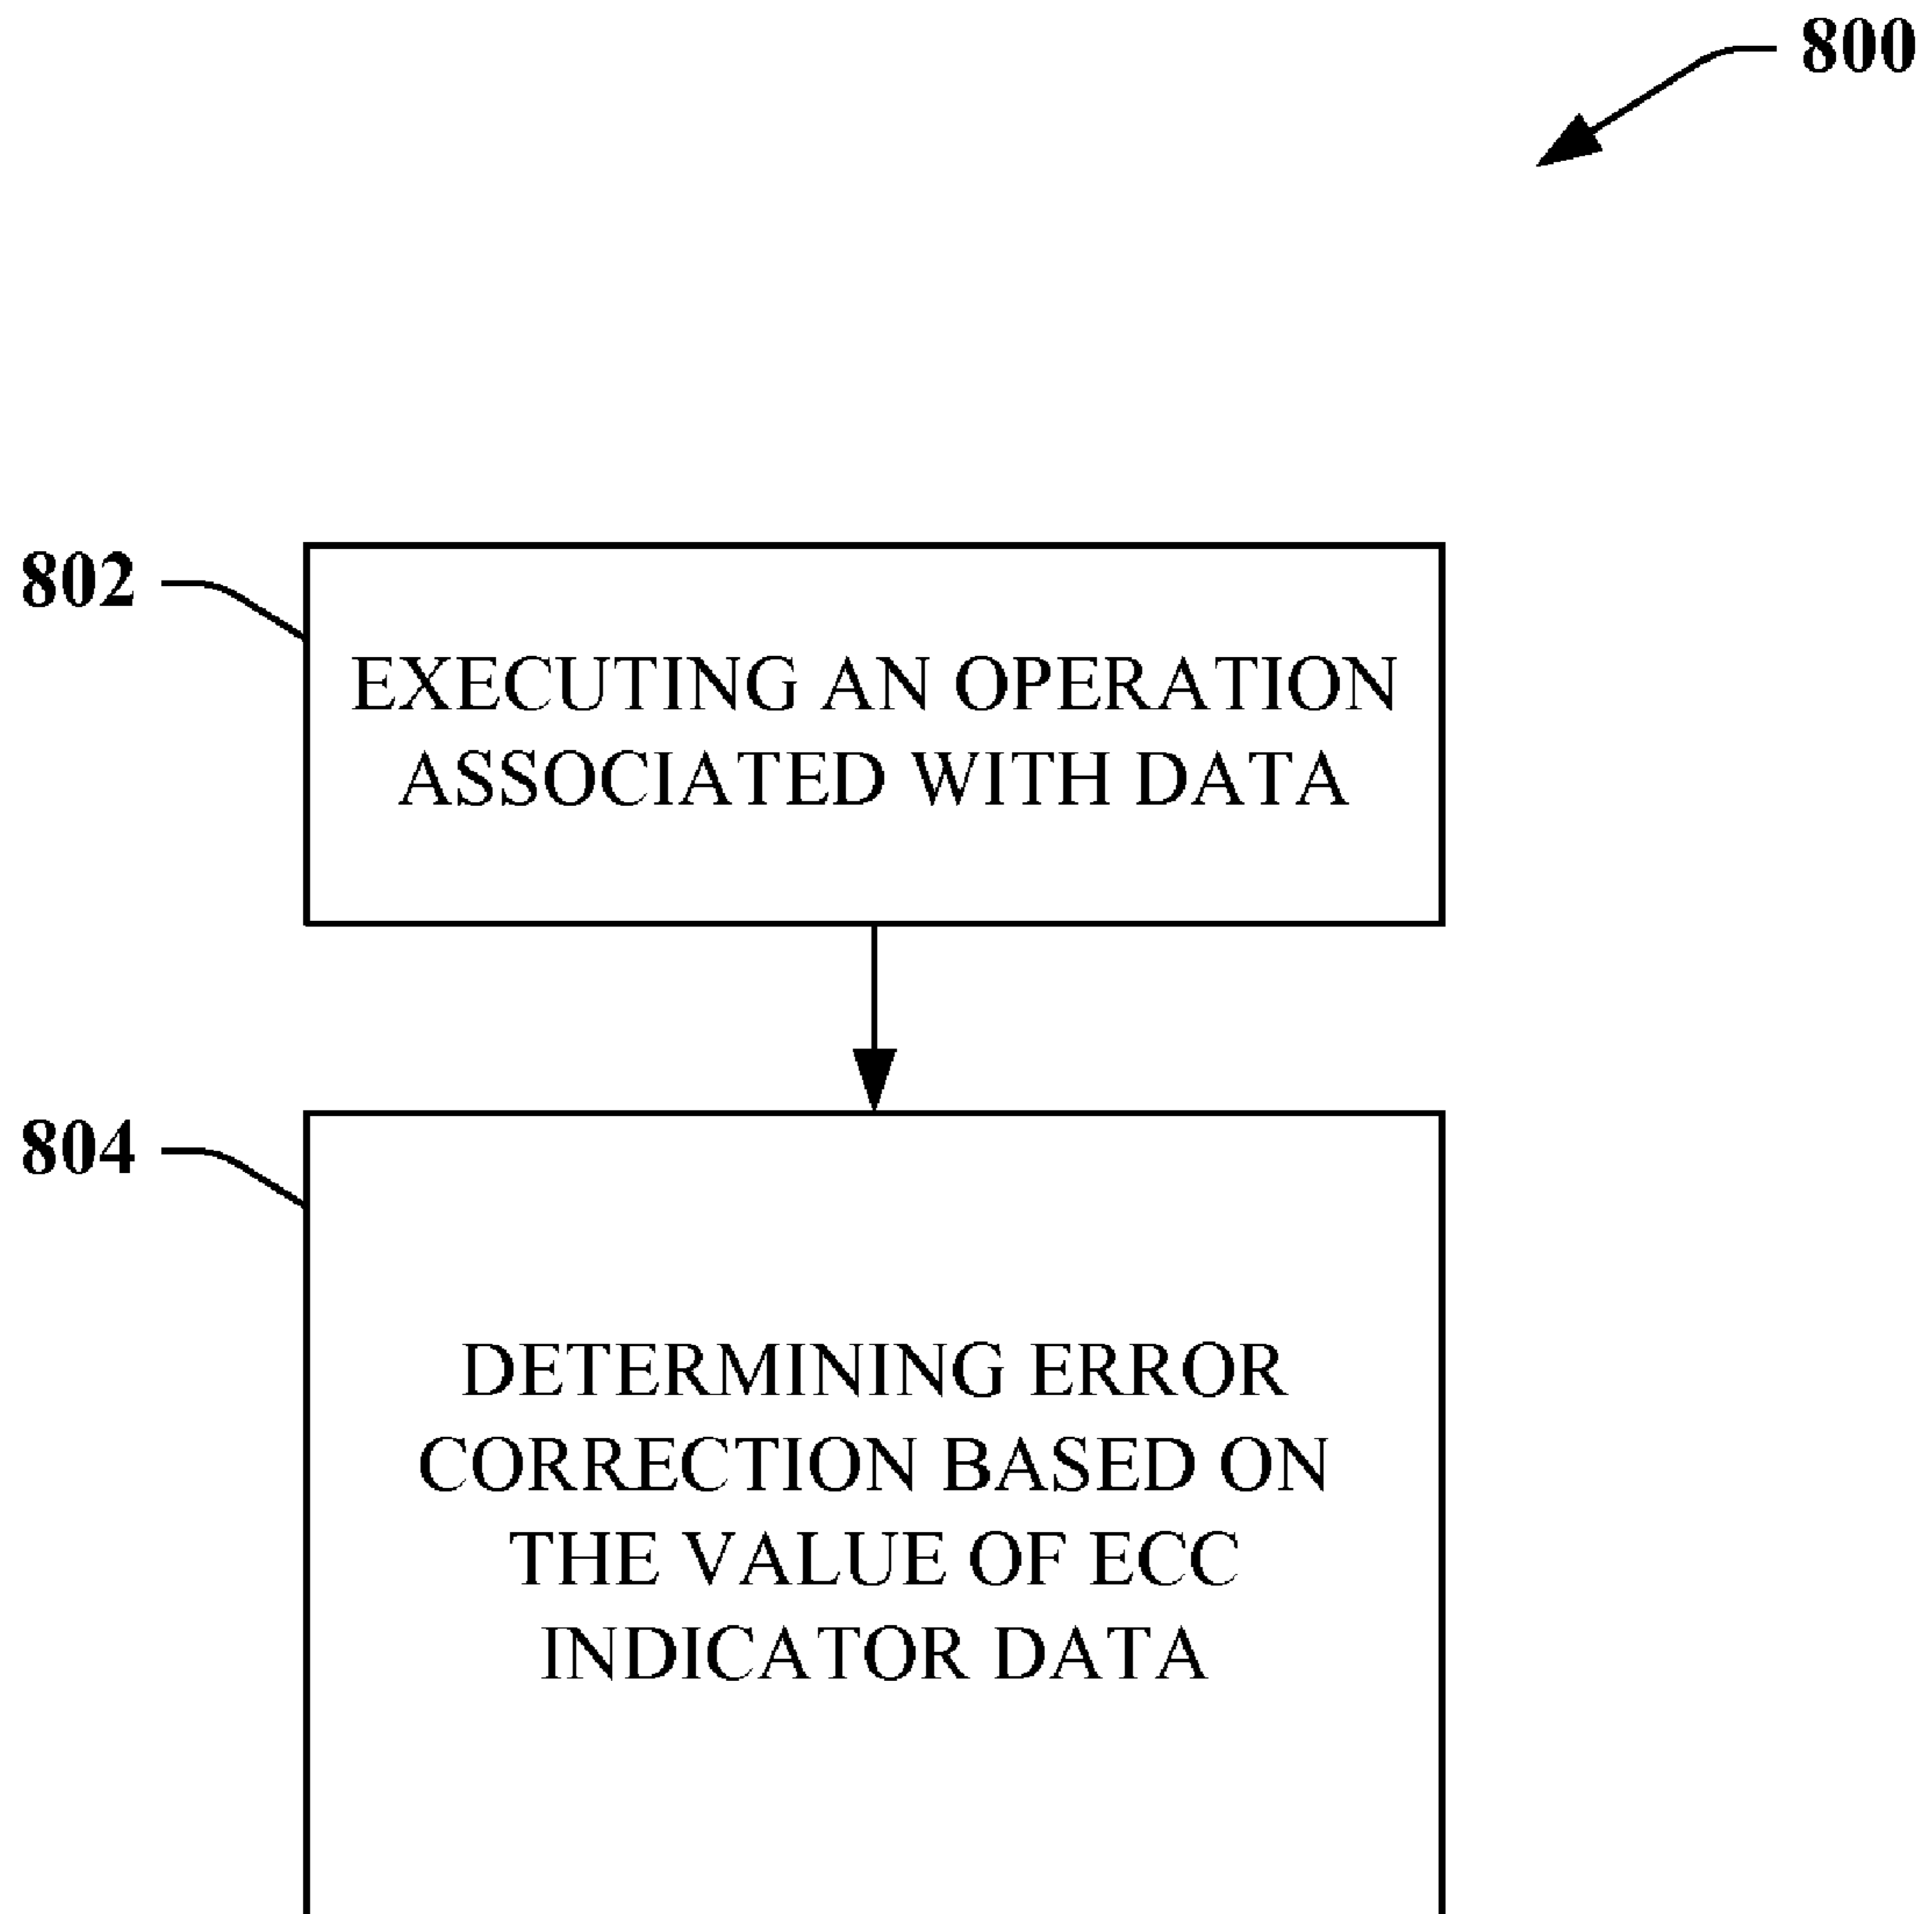 800
802
EXECUTING AN OPERATION
ASSOCIATED WITH DATA
804
DETERMINING ERROR
CORRECTION BASED ON
THE VALUE OF ECC
INDICATOR DATA